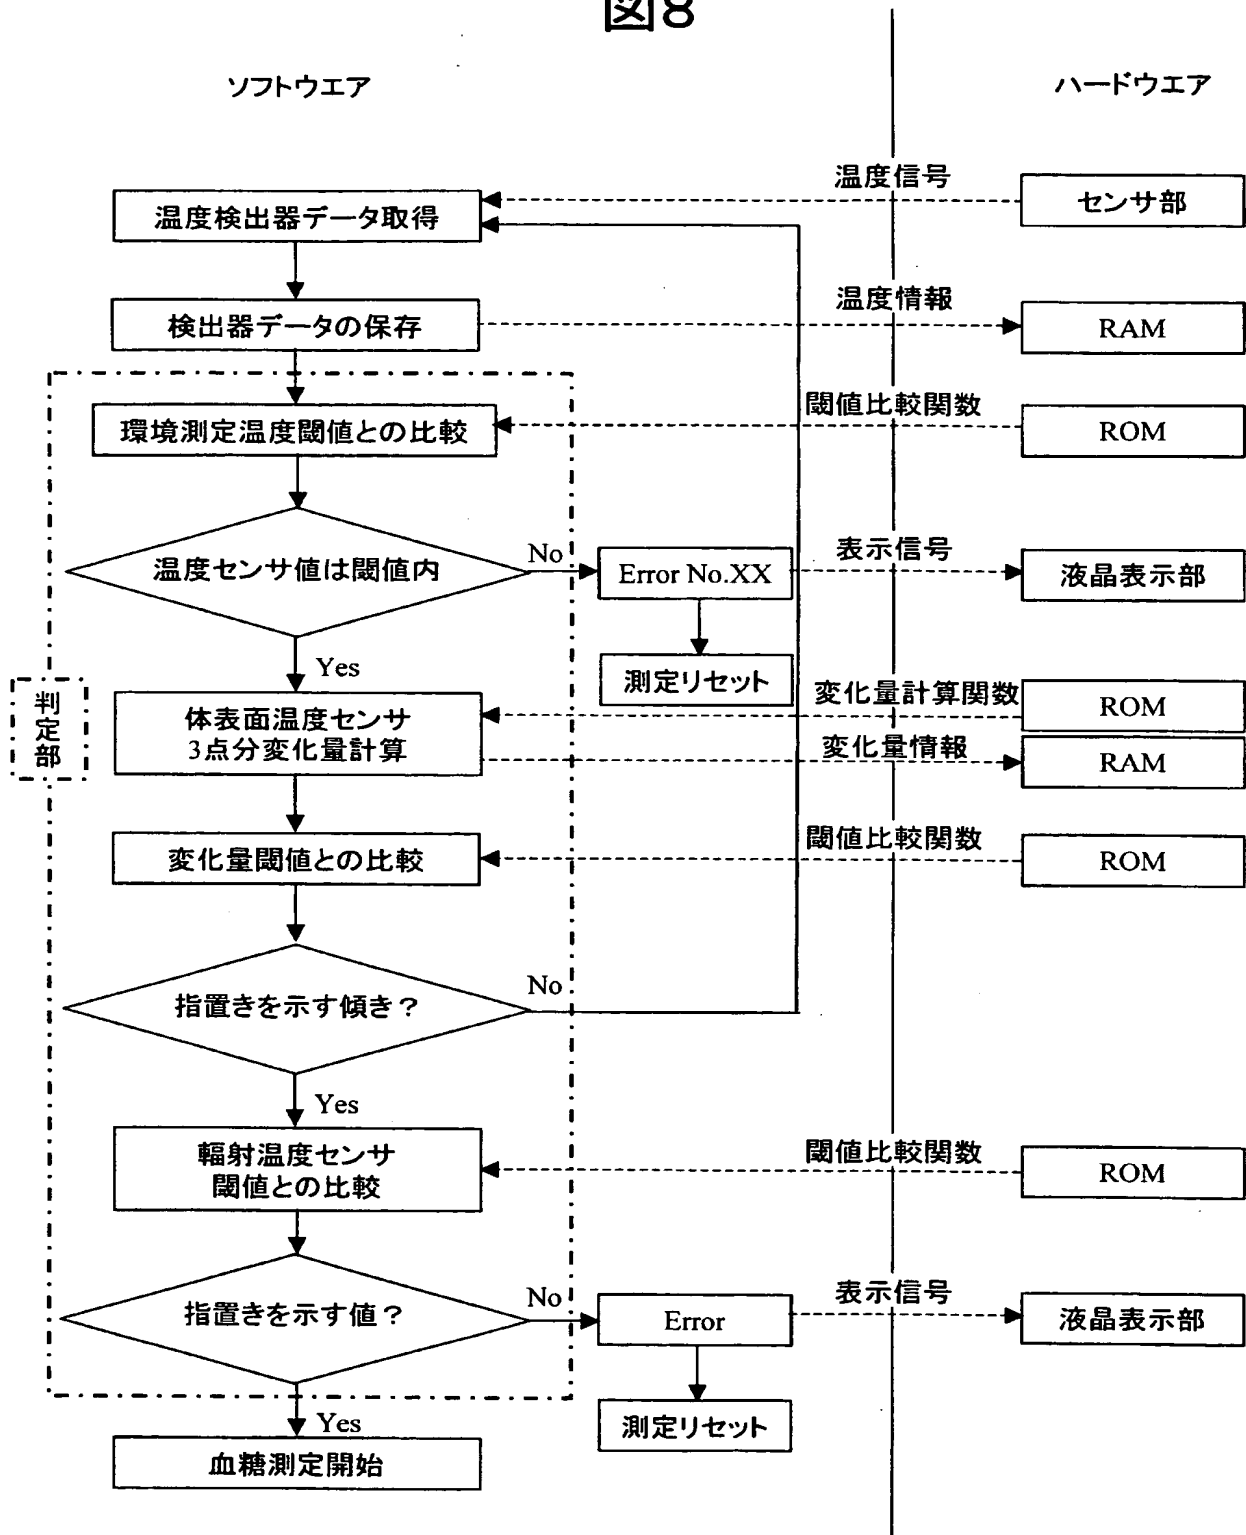 図8
ソフトウエア
ハードウエア
温度信号
センサ部
温度検出器データ取得
温度情報
検出器データの保存
RAM
閾値比較関数
環境測定温度閾値との比較
ROM
温度センサ値は閾値内
No
Error No.XX
表示信号
液晶表示部
Yes
測定リセット
判定部
体表面温度センサ
3点分変化量計算
変化量計算関数
ROM
変化量情報
RAM
閾値比較関数
変化量閾値との比較
ROM
指置きを示す傾き?
No
Yes
輻射温度センサ
閾値との比較
閾値比較関数
ROM
指置きを示す値?
No
Error
表示信号
液晶表示部
Yes
測定リセット
血糖測定開始